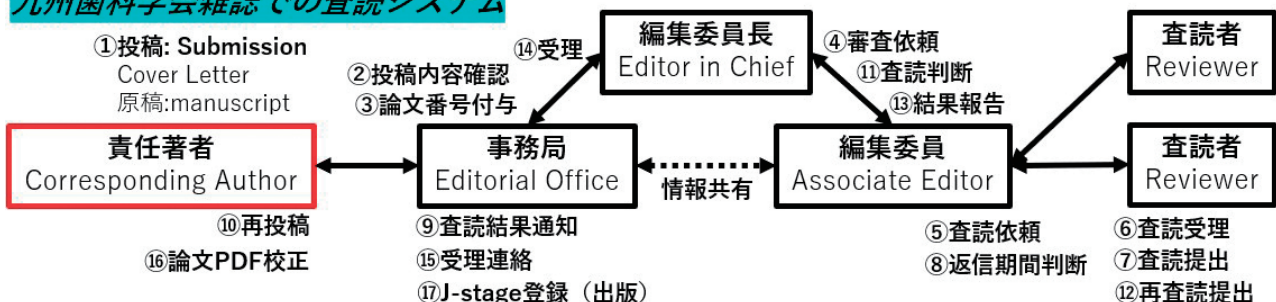 九州歯科学会雑誌での査読システム
①投稿: Submission
Cover Letter
原稿:manuscript
②投稿内容確認
③論文番号付与
⑭受理
編集委員長
Editor in Chief
④審査依頼
⑪査読判断
⑬結果報告
査読者
Reviewer
責任著者
Corresponding Author
事務局
Editorial Office
情報共有
編集委員
Associate Editor
査読者
Reviewer
⑩再投稿
⑯論文PDF校正
⑨査読結果通知
⑮受理連絡
⑰J-stage登録（出版）
⑤査読依頼
⑧返信期間判断
⑥査読受理
⑦査読提出
⑫再査読提出